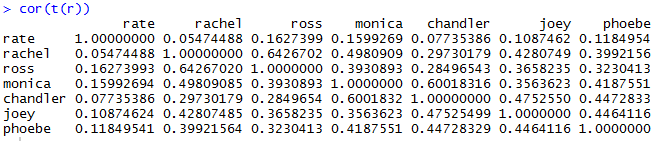 > cor(t(r))
rate rachel ross monica chandler joey phoebe
rate 1.00000000 0.05474488 0.1627399 0.1599269 0.07735386 0.1087462 0.1184954
rachel 0.05474488 1.00000000 0.6426702 0.4980909 0.29730179 0.4280749 0.3992156
ross 0.16273993 0.64267020 1.0000000 0.3930893 0.28496543 0.3658235 0.3230413
monica 0.15992694 0.49809085 0.3930893 1.0000000 0.60018316 0.3563623 0.4187551
chandler 0.07735386 0.29730179 0.2849654 0.6001832 1.00000000 0.4752550 0.4472833
joey 0.10874624 0.42807485 0.3658235 0.3563623 0.47525499 1.0000000 0.4464116
phoebe 0.11849541 0.39921564 0.3230413 0.4187551 0.44728329 0.4464116 1.0000000